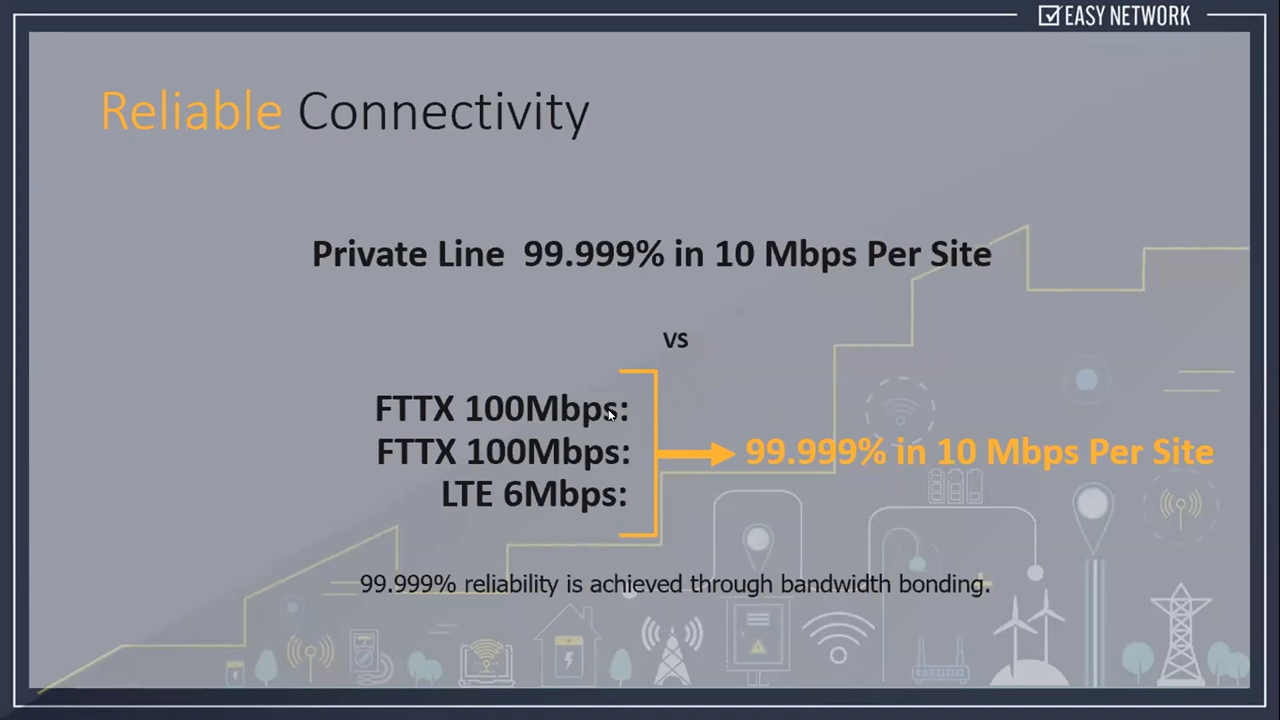 EASY NETWORK
Reliable Connectivity
Private Line 99.999% in 10 Mbps Per Site
vs
FTTX 100Mbps:
FTTX 100Mbps:
LTE 6Mbps:
99.999% in 10 Mbps Per Site
99.999% reliability is achieved through bandwidth bonding.